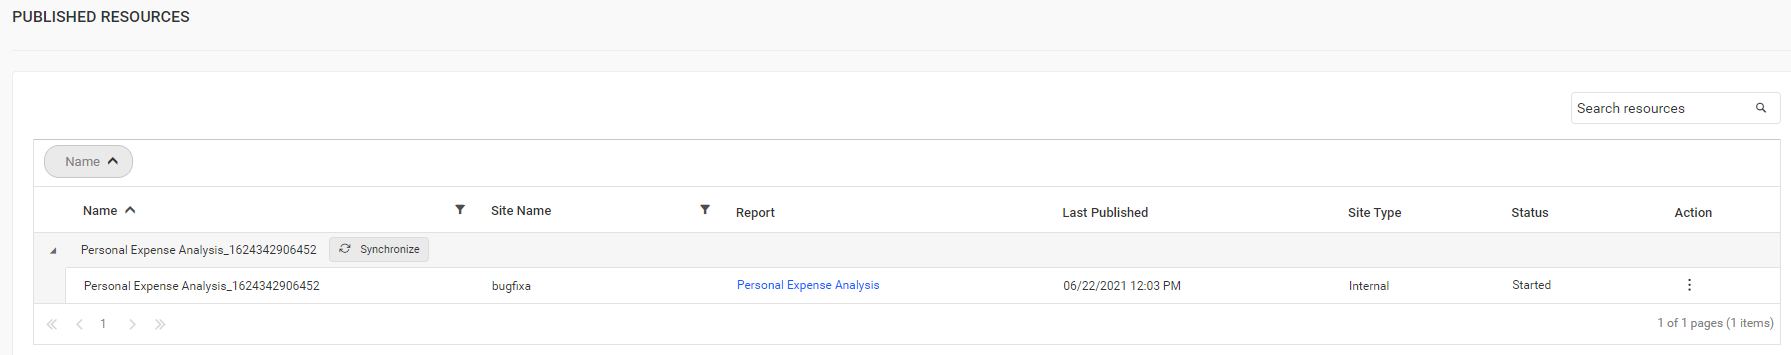 PUBLISHED RESOURCES
Search resources
Name
Name Site Name Report Last Published Site Type Status Action
Personal Expense Analysis_1624342906452 Synchronize
Personal Expense Analysis_1624342906452 bugfixa Personal Expense Analysis 06/22/2021 12:03 PM Internal Started
1 1 of 1 pages (1 items)